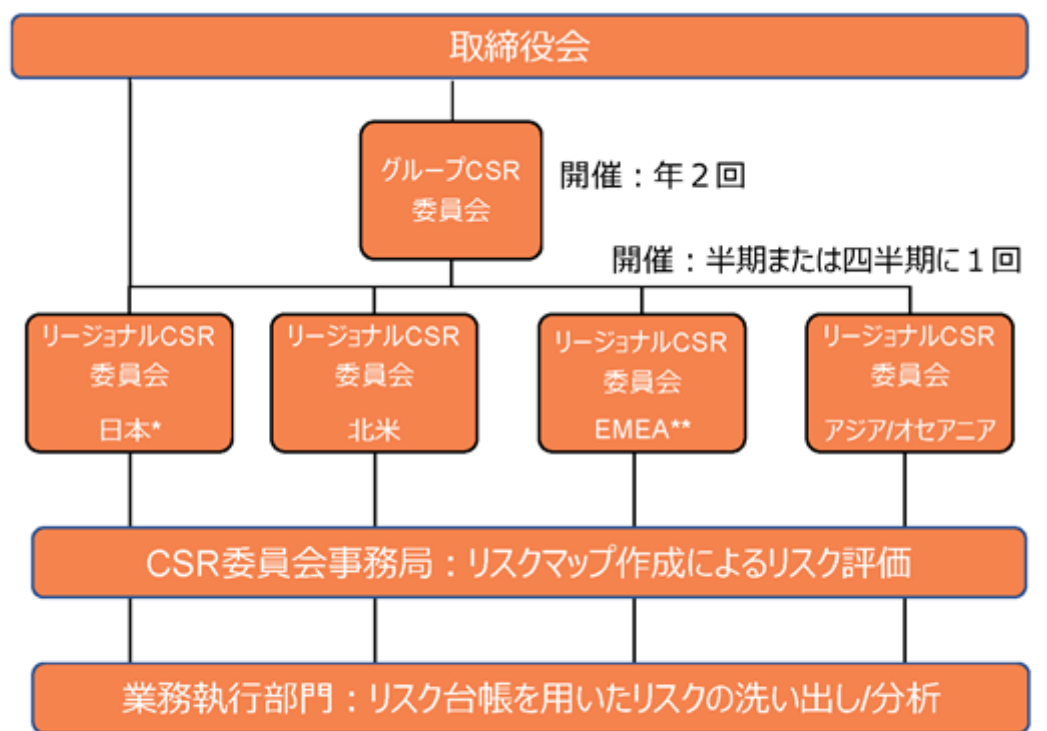 取締役会
グループCSR
委員会
開催：年２回
開催：半期または四半期に１回
リージョナルCSR
委員会
日本*
リージョナルCSR
委員会
北米
リージョナルCSR
委員会
EMEA**
リージョナルCSR
委員会
アジア/オセアニア
CSR委員会事務局：リスクマップ作成によるリスク評価
業務執行部門：リスク台帳を用いたリスクの洗い出し/分析